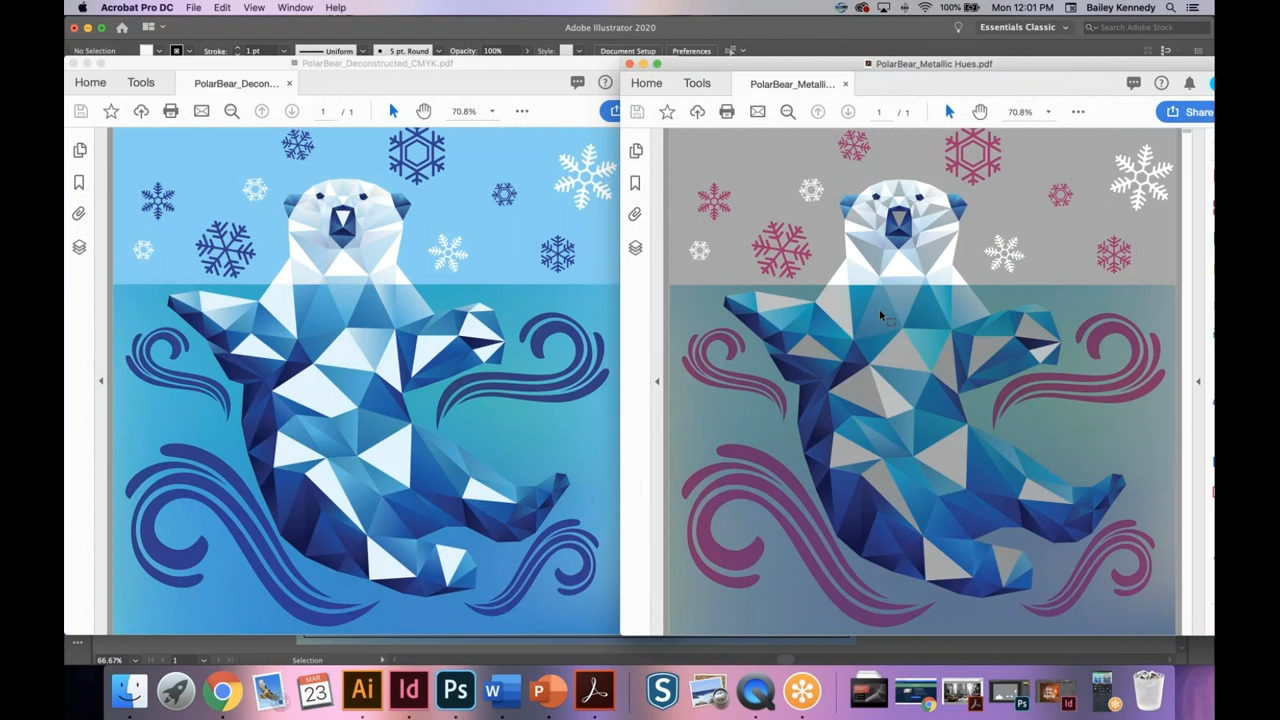 Acrobat Pro DC File Edit View Window Help 100% Mon 12:01 PM Bailey Kennedy
Adobe Illustrator 2020 Essentials Classic Search Adobe Stock
No Selection Stroke: 1 pt Uniform 5 pt. Round Opacity: 100% Style: Document Setup Preferences
PolarBear_Deconstructed_CMYK.pdf
Home Tools PolarBear_Decon... ×
1 / 1 70.8%
PolarBear_Metallic Hues.pdf
Home Tools PolarBear_Metalli... ×
1 / 1 70.8% Share
66.67% 1 Selection
MAR
23
Ai Id Ps W P S
Ps Id